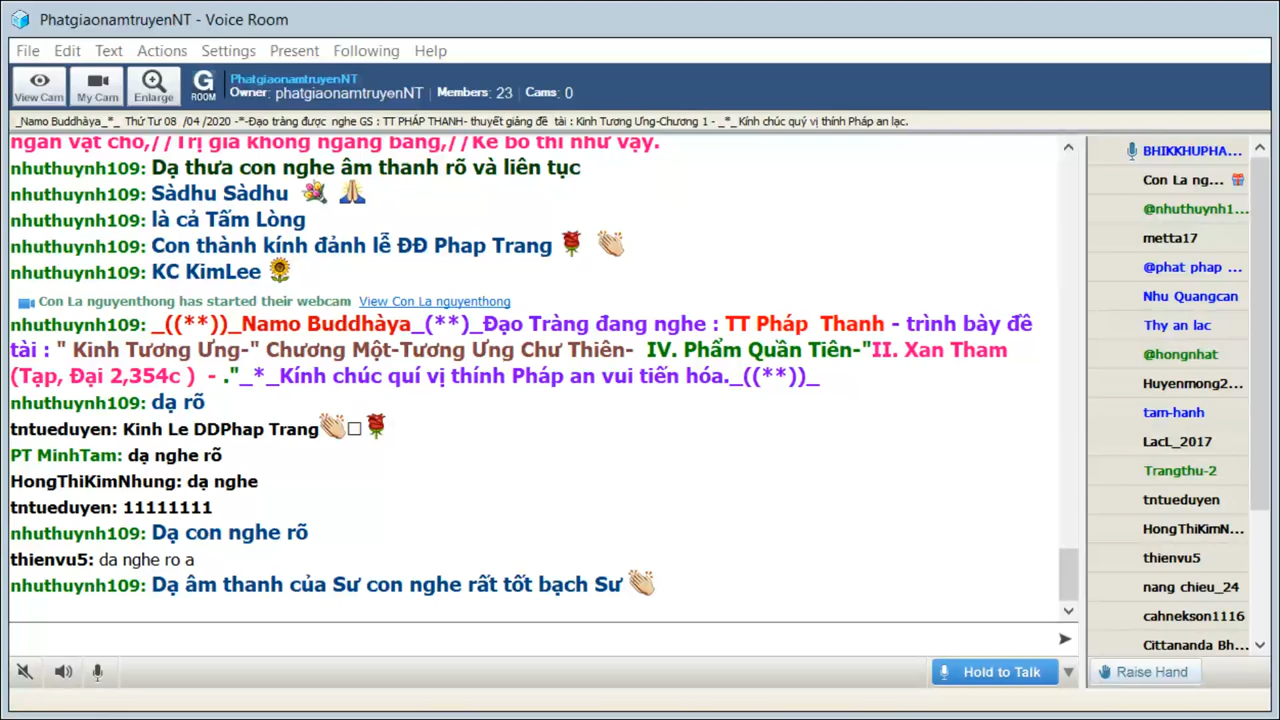 PhatgiaonamtruyenNT - Voice Room
File Edit Text Actions Settings Present Following Help
View Cam My Cam Enlarge G ROOM
PhatgiaonamtruyenNT
Owner: phatgiaonamtruyenNT Members: 23 Cams: 0
_Namo Buddhàya_*_ Thứ Tư 08 /04 /2020 -*-Đạo tràng được nghe GS : TT PHÁP THANH- thuyết giảng đề tài : Kinh Tương Ưng-Chương 1 - _*_ Kính chúc quý vị thính Pháp an lạc.
ngàn vật cho,//Trị giá không ngang bằng,//Kẻ bố thí như vậy.
nhuthuynh109: Dạ thưa con nghe âm thanh rõ và liên tục
nhuthuynh109: Sàdhu Sàdhu 💐 🙏
nhuthuynh109: là cả Tấm Lòng
nhuthuynh109: Con thành kính đảnh lễ ĐĐ Phap Trang 🌹 👏
nhuthuynh109: KC KimLee 🌻
Con La nguyenthong has started their webcam View Con La nguyenthong
nhuthuynh109: _((**))_Namo Buddhàya_(**)_Đạo Tràng đang nghe : TT Pháp Thanh - trình bày đề
tài : " Kinh Tương Ưng-" Chương Một-Tương Ưng Chư Thiên- IV. Phẩm Quần Tiên-"II. Xan Tham
(Tạp, Đại 2,354c ) - ."_*_Kính chúc quí vị thính Pháp an vui tiến hóa._((**))_
nhuthuynh109: dạ rõ
tntueduyen: Kinh Le DDPhap Trang👏□🌹
PT MinhTam: dạ nghe rõ
HongThiKimNhung: dạ nghe
tntueduyen: 11111111
nhuthuynh109: Dạ con nghe rõ
thienvu5: da nghe ro a
nhuthuynh109: Dạ âm thanh của Sư con nghe rất tốt bạch Sư 👏
Hold to Talk
BHIKKHUPHA...
Con La ng...
@nhuthuynh1...
metta17
@phat phap ...
Nhu Quangcan
Thy an lac
@hongnhat
Huyenmong2...
tam-hanh
LacL_2017
Trangthu-2
tntueduyen
HongThiKimN...
thienvu5
nang chieu_24
cahnekson1116
Cittananda Bh...
Raise Hand